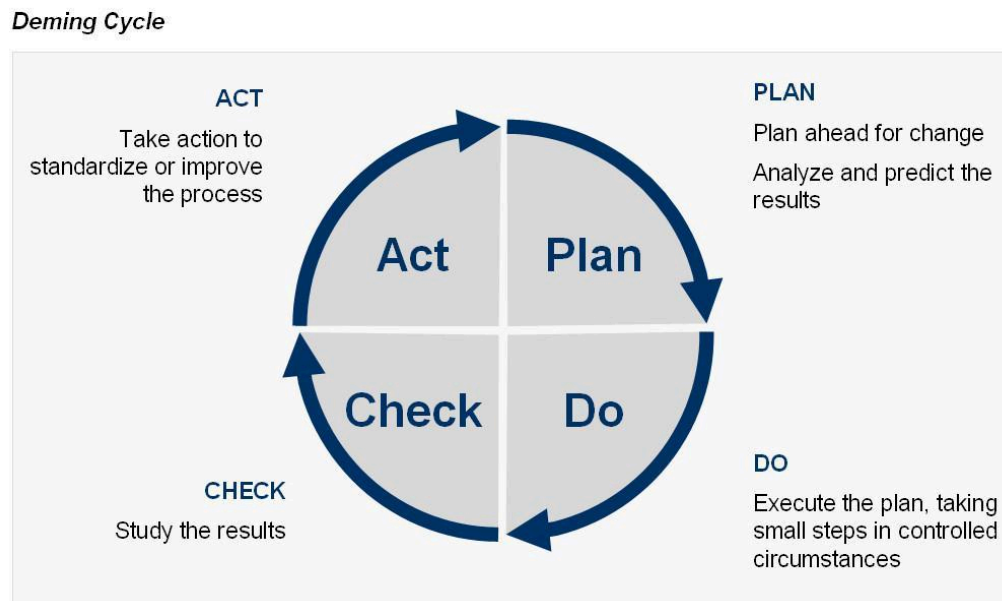 Deming Cycle
ACT
Take action to
standardize or improve
the process
PLAN
Plan ahead for change
Analyze and predict the
results
Act
Plan
Check
Do
CHECK
Study the results
DO
Execute the plan, taking
small steps in controlled
circumstances